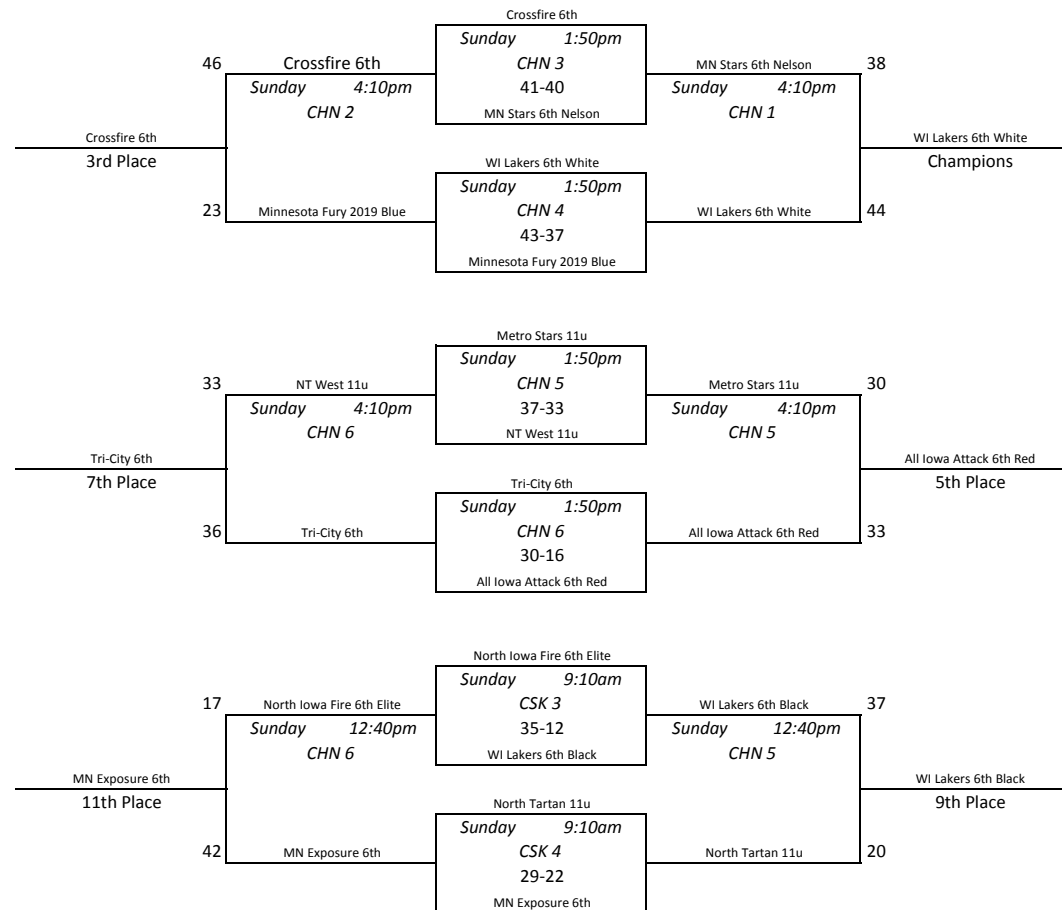 Crossfire 6th
Sunday 1:50pm
46 Crossfire 6th CHN 3 MN Stars 6th Nelson 38
Sunday 4:10pm 41-40 Sunday 4:10pm
CHN 2 MN Stars 6th Nelson CHN 1
Crossfire 6th WI Lakers 6th White
3rd Place WI Lakers 6th White Champions
Sunday 1:50pm
23 Minnesota Fury 2019 Blue CHN 4 WI Lakers 6th White 44
43-37
Minnesota Fury 2019 Blue
Metro Stars 11u
Sunday 1:50pm
33 NT West 11u CHN 5 Metro Stars 11u 30
Sunday 4:10pm 37-33 Sunday 4:10pm
CHN 6 NT West 11u CHN 5
Tri-City 6th All Iowa Attack 6th Red
7th Place Tri-City 6th 5th Place
Sunday 1:50pm
36 Tri-City 6th CHN 6 All Iowa Attack 6th Red 33
30-16
All Iowa Attack 6th Red
North Iowa Fire 6th Elite
Sunday 9:10am
17 North Iowa Fire 6th Elite CSK 3 WI Lakers 6th Black 37
Sunday 12:40pm 35-12 Sunday 12:40pm
CHN 6 WI Lakers 6th Black CHN 5
MN Exposure 6th WI Lakers 6th Black
11th Place North Tartan 11u 9th Place
Sunday 9:10am
42 MN Exposure 6th CSK 4 North Tartan 11u 20
29-22
MN Exposure 6th